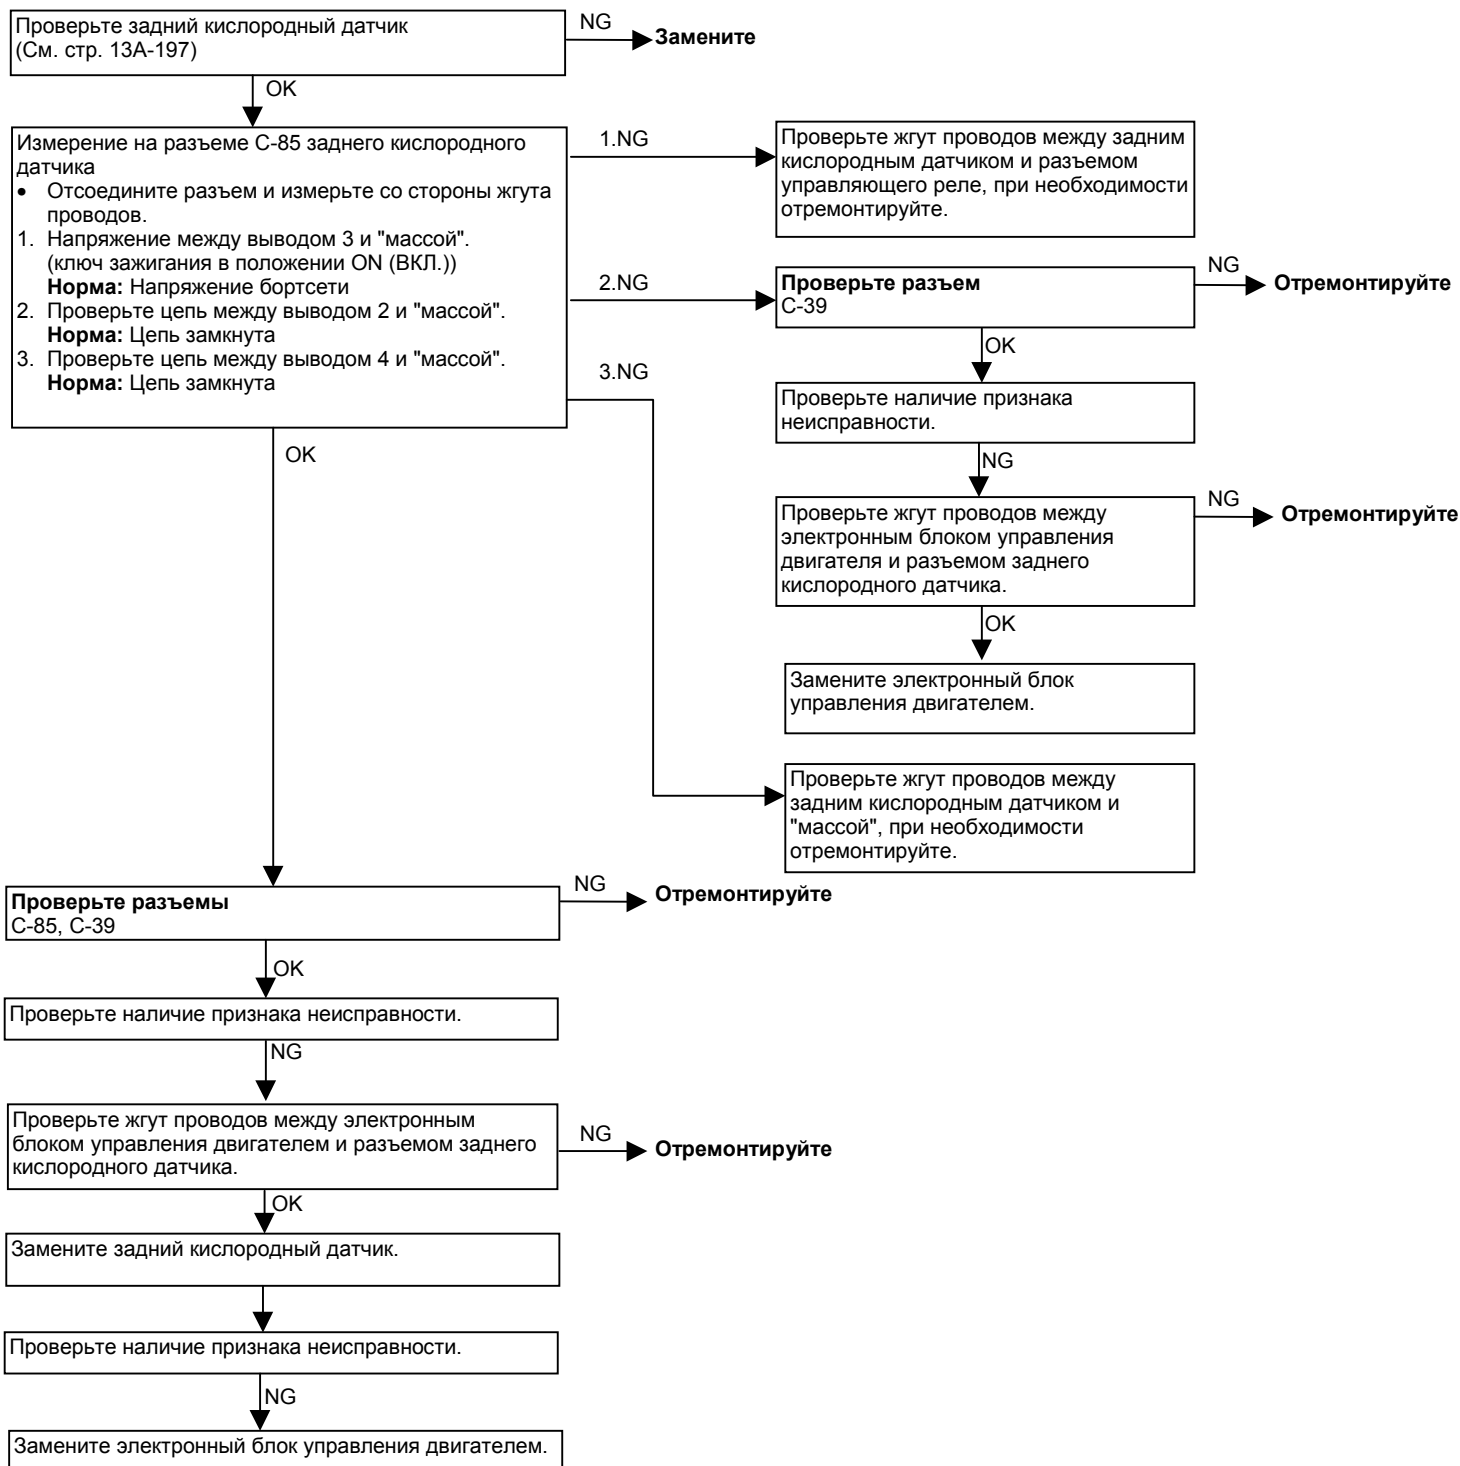 Проверьте задний кислородный датчик
(См. стр. 13А-197)
NG
Замените
OK
Измерение на разъеме С-85 заднего кислородного
датчика
• Отсоедините разъем и измерьте со стороны жгута
проводов.
1. Напряжение между выводом 3 и "массой".
(ключ зажигания в положении ON (ВКЛ.))
Норма: Напряжение бортсети
2. Проверьте цепь между выводом 2 и "массой".
Норма: Цепь замкнута
3. Проверьте цепь между выводом 4 и "массой".
Норма: Цепь замкнута
1.NG
Проверьте жгут проводов между задним
кислородным датчиком и разъемом
управляющего реле, при необходимости
отремонтируйте.
2.NG
Проверьте разъем
С-39
NG
Отремонтируйте
OK
Проверьте наличие признака
неисправности.
NG
Проверьте жгут проводов между
электронным блоком управления
двигателя и разъемом заднего
кислородного датчика.
NG
Отремонтируйте
OK
Замените электронный блок
управления двигателем.
3.NG
Проверьте жгут проводов между
задним кислородным датчиком и
"массой", при необходимости
отремонтируйте.
OK
Проверьте разъемы
С-85, С-39
NG
Отремонтируйте
OK
Проверьте наличие признака неисправности.
NG
Проверьте жгут проводов между электронным
блоком управления двигателем и разъемом заднего
кислородного датчика.
NG
Отремонтируйте
OK
Замените задний кислородный датчик.
Проверьте наличие признака неисправности.
NG
Замените электронный блок управления двигателем.